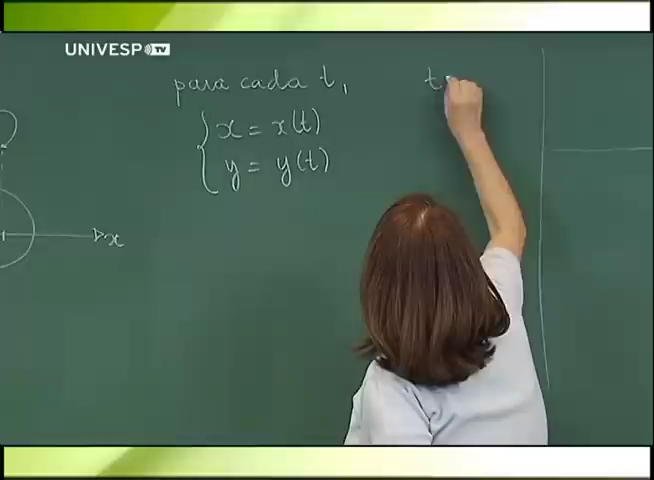 UNIVESP TV
para cada t,
x = x(t)
y = y(t)
t
x